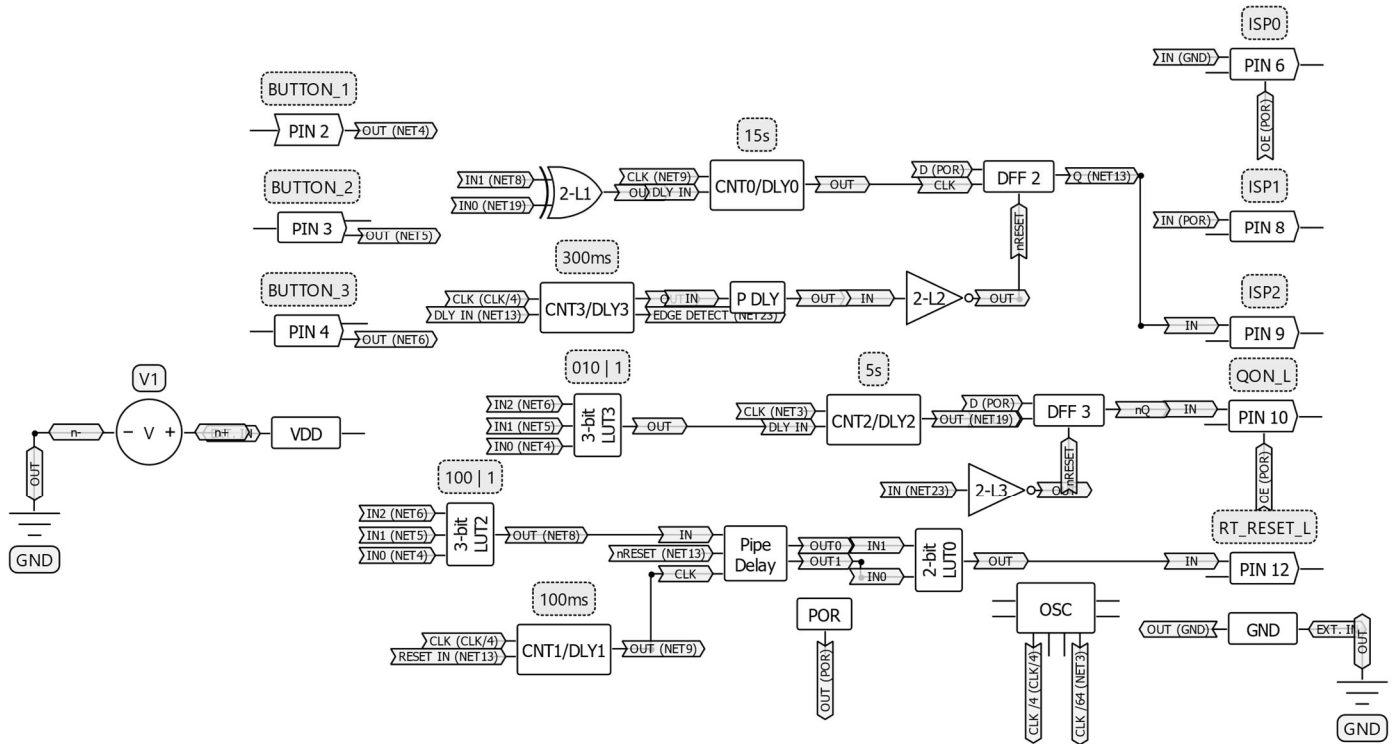 ISP0
IN (GND)
PIN 6
OE (POR)
BUTTON_1
PIN 2
OUT (NET4)
15s
IN1 (NET8)
IN0 (NET19)
2-L1
CLK (NET9)
DLY IN
CNT0/DLY0
OUT
D (POR)
CLK
DFF 2
Q (NET13)
nRESET
ISP1
IN (POR)
PIN 8
BUTTON_2
PIN 3
OUT (NET5)
300ms
CLK (CLK/4)
DLY IN (NET13)
CNT3/DLY3
IN
EDGE DETECT (NET23)
P DLY
OUT
IN
2-L2
OUT
ISP2
IN
PIN 9
BUTTON_3
PIN 4
OUT (NET6)
V1
n-
V
n+
VDD
OUT
GND
010 | 1
IN2 (NET6)
IN1 (NET5)
IN0 (NET4)
3-bit
LUT3
OUT
5s
CLK (NET3)
DLY IN
CNT2/DLY2
OUT (NET19)
D (POR)
DFF 3
nQ
IN
nRESET
QON_L
PIN 10
IN (NET23)
2-L3
100 | 1
IN2 (NET6)
IN1 (NET5)
IN0 (NET4)
3-bit
LUT2
OUT (NET8)
IN
nRESET (NET13)
CLK
Pipe
Delay
OUT0
OUT1
IN1
IN0
2-bit
LUT0
OUT
RT_RESET_L
IN
PIN 12
100ms
CLK (CLK/4)
RESET IN (NET13)
CNT1/DLY1
OUT (NET9)
POR
OUT (POR)
OSC
CLK /4 (CLK/4)
CLK /64 (NET3)
OUT (GND)
GND
EXT. IN
OUT
GND